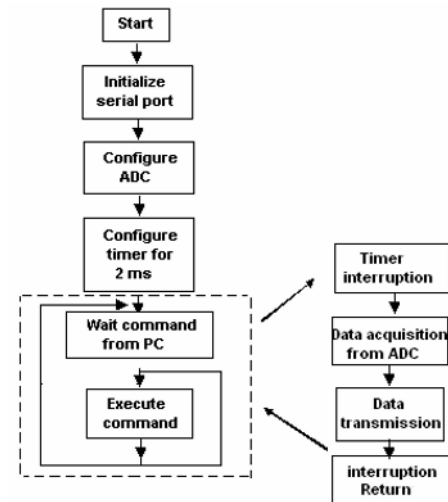 Start
Initialize
serial port
Configure
ADC
Configure
timer for
2 ms
Wait command
from PC
Execute
command
Timer
interruption
Data acquisition
from ADC
Data
transmission
interruption
Return